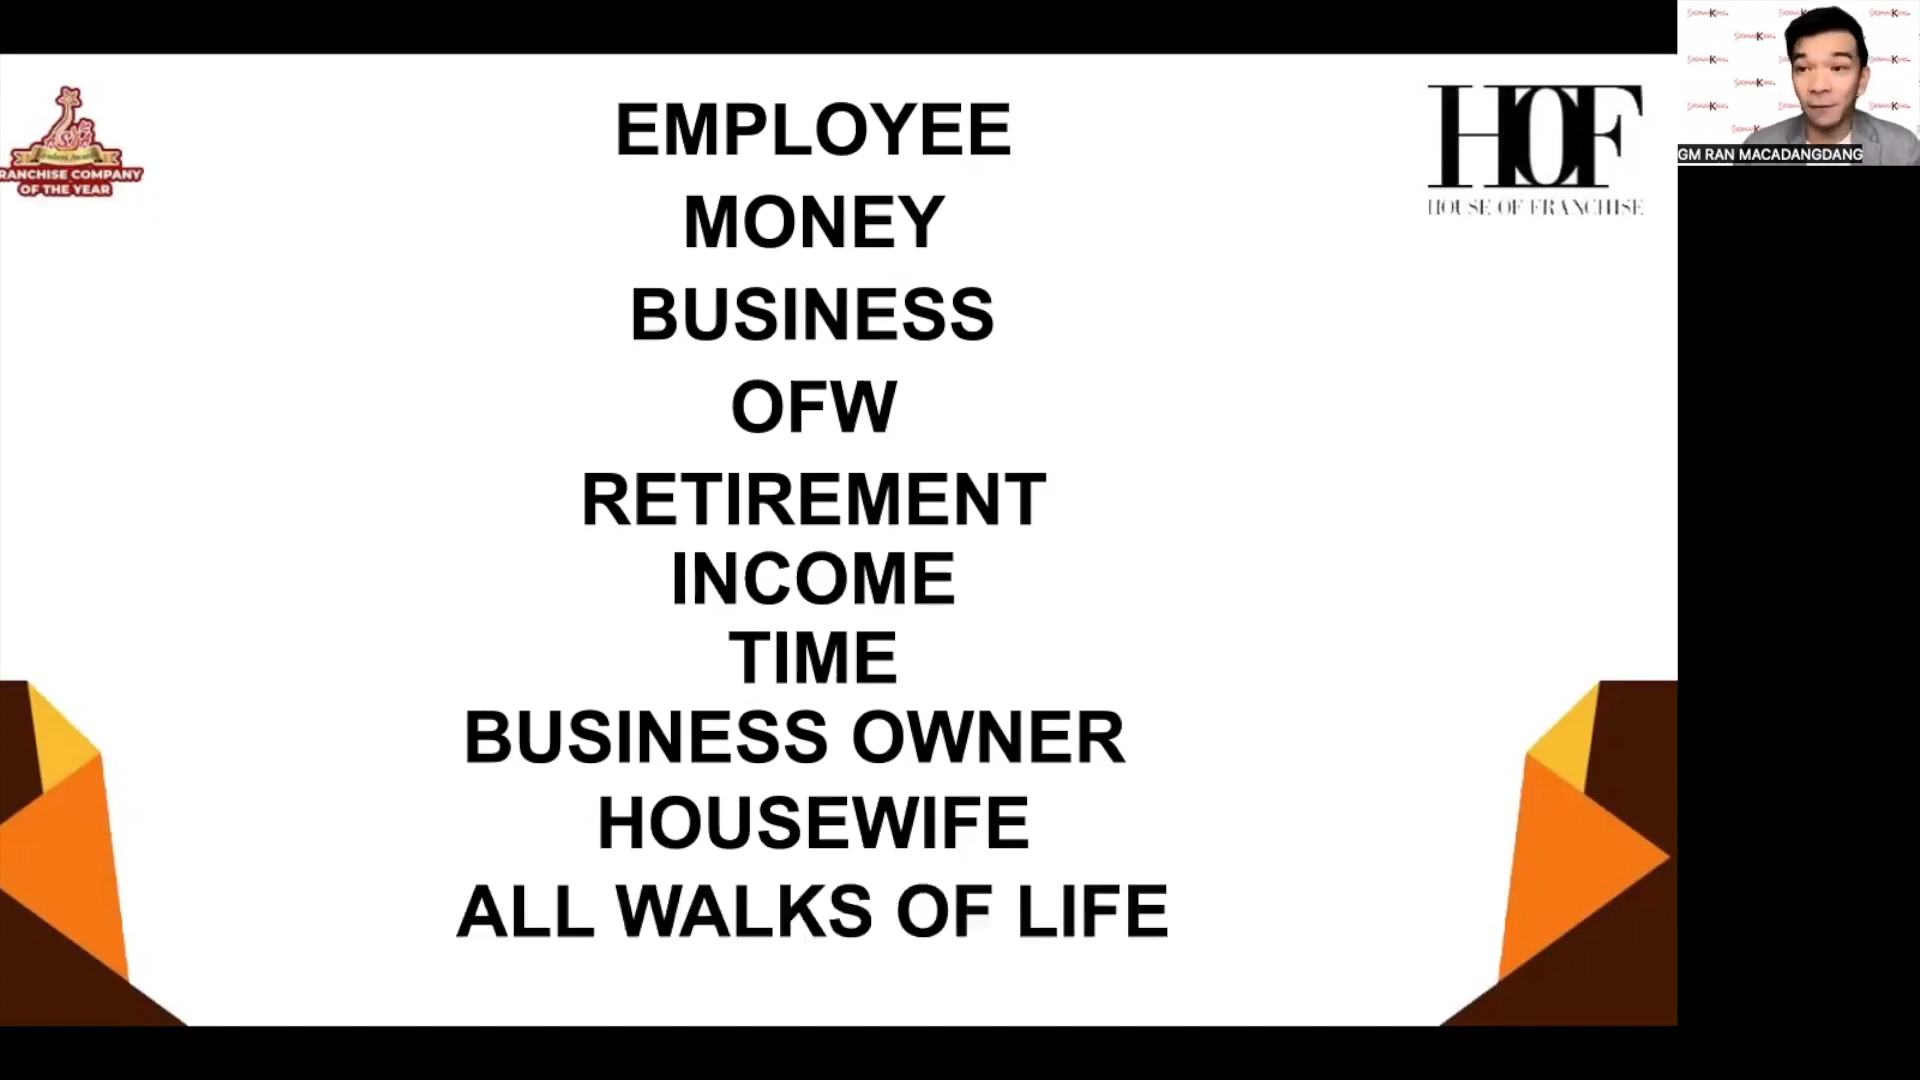 EMPLOYEE
MONEY
BUSINESS
OFW
RETIREMENT
INCOME
TIME
BUSINESS OWNER
HOUSEWIFE
ALL WALKS OF LIFE
RANCHISE COMPANY
OF THE YEAR
HOF
HOUSE OF FRANCHISE
GM RAN MACADANGDANG